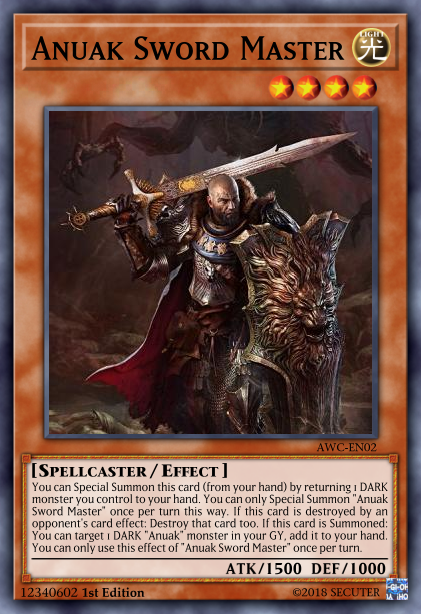 Anuak Sword Master
LIGHT
光
AWC-EN02
[Spellcaster / Effect ]
You can Special Summon this card (from your hand) by returning 1 DARK
monster you control to your hand. You can only Special Summon "Anuak
Sword Master" once per turn this way. If this card is destroyed by an
opponent's card effect: Destroy that card too. If this card is Summoned:
You can target 1 DARK "Anuak" monster in your GY, add it to your hand.
You can only use this effect of "Anuak Sword Master" once per turn.
ATK/1500 DEF/1000
12340602 1st Edition
©2018 SECUTER